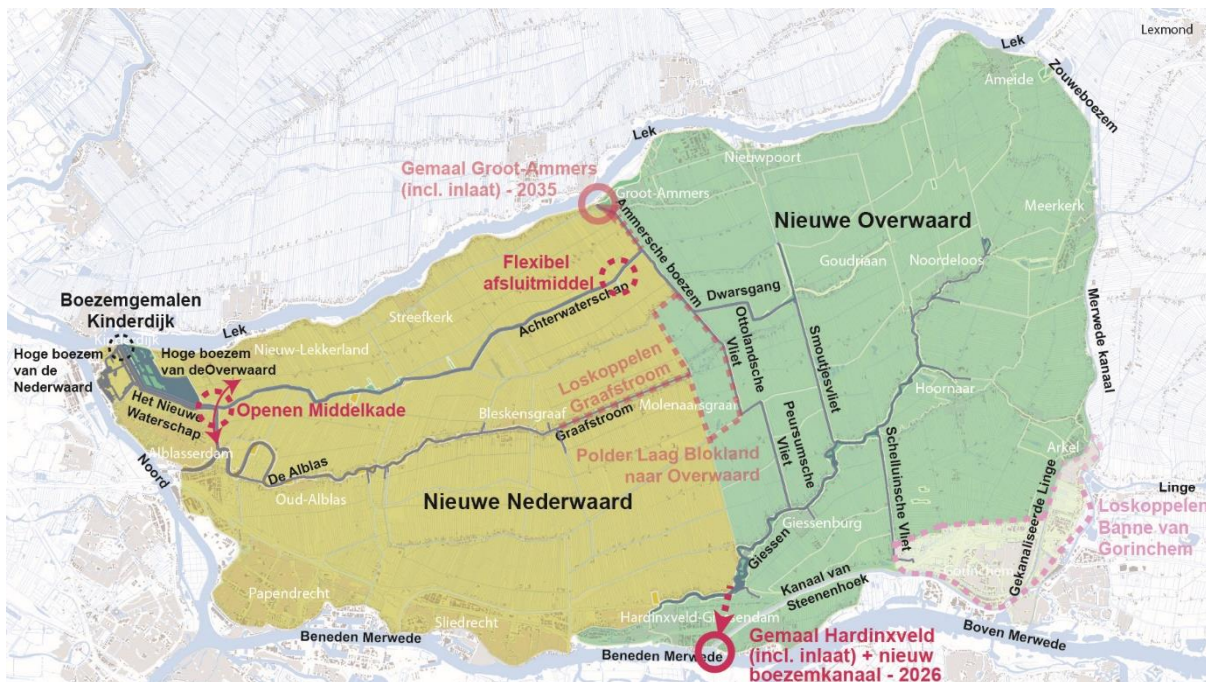 Lexmond
Lek
Ameide
Zouweboezem
Lek
Gemaal Groot-Ammers
(incl. inlaat) - 2035
Nieuwpoort
Groot-Ammers
Ammersche boezem
Meerkerk
Nieuwe Overwaard
Goudriaan
Noordeloos
Flexibel
afsluitmiddel
Dwarsgang
Achterwaterschap
Boezemgemalen
Kinderdijk
Kinderdijk
Lek
Streefkerk
Ottolandsche
Vliet
Smoutjesvliet
Merwede kanaal
Hoge boezem
van de
Nederwaard
Hoge boezem
van deOverwaard
Nieuw-Lekkerland
Loskoppelen
Graafstroom
Hoornaar
Het Nieuwe
Waterschap
Openen Middelkade
Bleskensgraaf
Graafstroom
Molenaarsgraaf
Peursumsche
Vliet
Alblasserdam
De Alblas
Polder Laag Blokland
naar Overwaard
Schelluinsche Vliet
Arkel
Noord
Oud-Alblas
Nieuwe Nederwaard
Linge
Gekanaliseerde Linge
Loskoppelen
Banne van
Gorinchem
Giessenburg
Giessen
Gorinchem
Kanaal van
Steenenhoek
Papendrecht
Sliedrecht
Hardinxveld-Giessendam
Boven Merwede
Beneden Merwede
Beneden Merwede
Gemaal Hardinxveld
(incl. inlaat) + nieuw
boezemkanaal - 2026